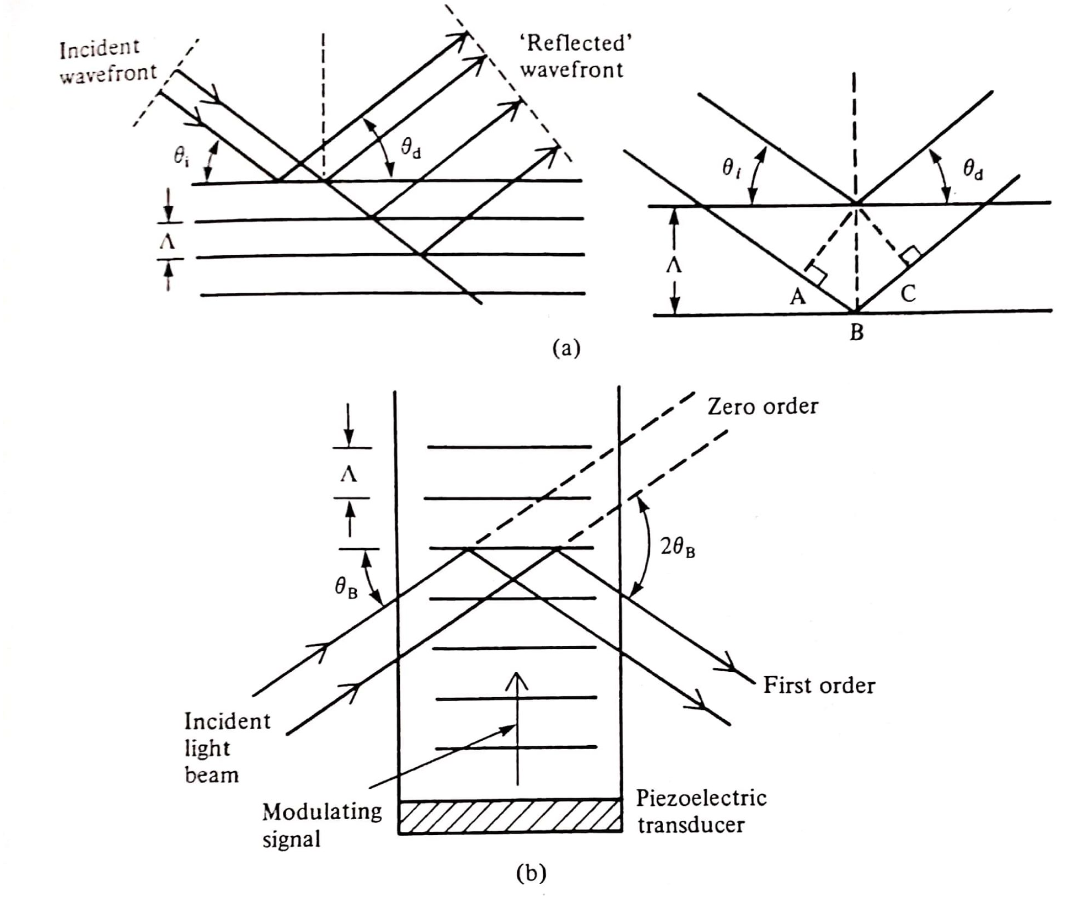 Incident
wavefront
'Reflected'
wavefront
θi
θd
Λ
θi
θd
Λ
A
C
B
(a)
Zero order
Λ
θB
2θB
First order
Incident
light
beam
Modulating
signal
Piezoelectric
transducer
(b)